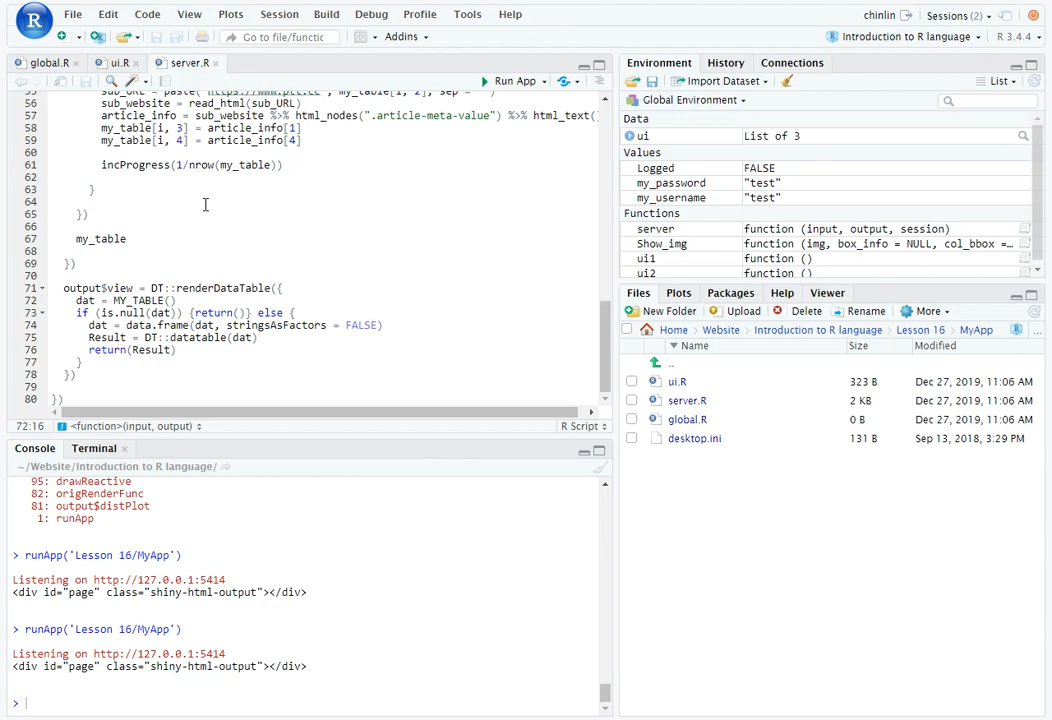 File Edit Code View Plots Session Build Debug Profile Tools Help
chinlin Sessions (2)
Go to file/functic Addins
Introduction to R language R 3.4.4
global.R ui.R server.R
Run App
56 sub_website = read_html(sub_URL)
57 article_info = sub_website %>% html_nodes(".article-meta-value") %>% html_text()
58 my_table[i, 3] = article_info[1]
59 my_table[i, 4] = article_info[4]
60
61 incProgress(1/nrow(my_table))
62
63 }
64
65 })
66
67 my_table
68
69 })
70
71 output$view = DT::renderDataTable({
72 dat = MY_TABLE()
73 if (is.null(dat)) {return()} else {
74 dat = data.frame(dat, stringsAsFactors = FALSE)
75 Result = DT::datatable(dat)
76 return(Result)
77 }
78 })
79
80 })
72:16 <function>(input, output) R Script
Console Terminal
~/Website/Introduction to R language/
95: drawReactive
82: origRenderFunc
81: output$distPlot
1: runApp
> runApp('Lesson 16/MyApp')
Listening on http://127.0.0.1:5414
<div id="page" class="shiny-html-output"></div>
> runApp('Lesson 16/MyApp')
Listening on http://127.0.0.1:5414
<div id="page" class="shiny-html-output"></div>
>
Environment History Connections
Import Dataset List
Global Environment
Data
ui List of 3
Values
Logged FALSE
my_password "test"
my_username "test"
Functions
server function (input, output, session)
Show_img function (img, box_info = NULL, col_bbox =…
ui1 function ()
ui2 function ()
Files Plots Packages Help Viewer
New Folder Upload Delete Rename More
Home Website Introduction to R language Lesson 16 MyApp ...
Name Size Modified
..
ui.R 323 B Dec 27, 2019, 11:06 AM
server.R 2 KB Dec 27, 2019, 11:06 AM
global.R 0 B Dec 27, 2019, 11:06 AM
desktop.ini 131 B Sep 13, 2018, 3:29 PM